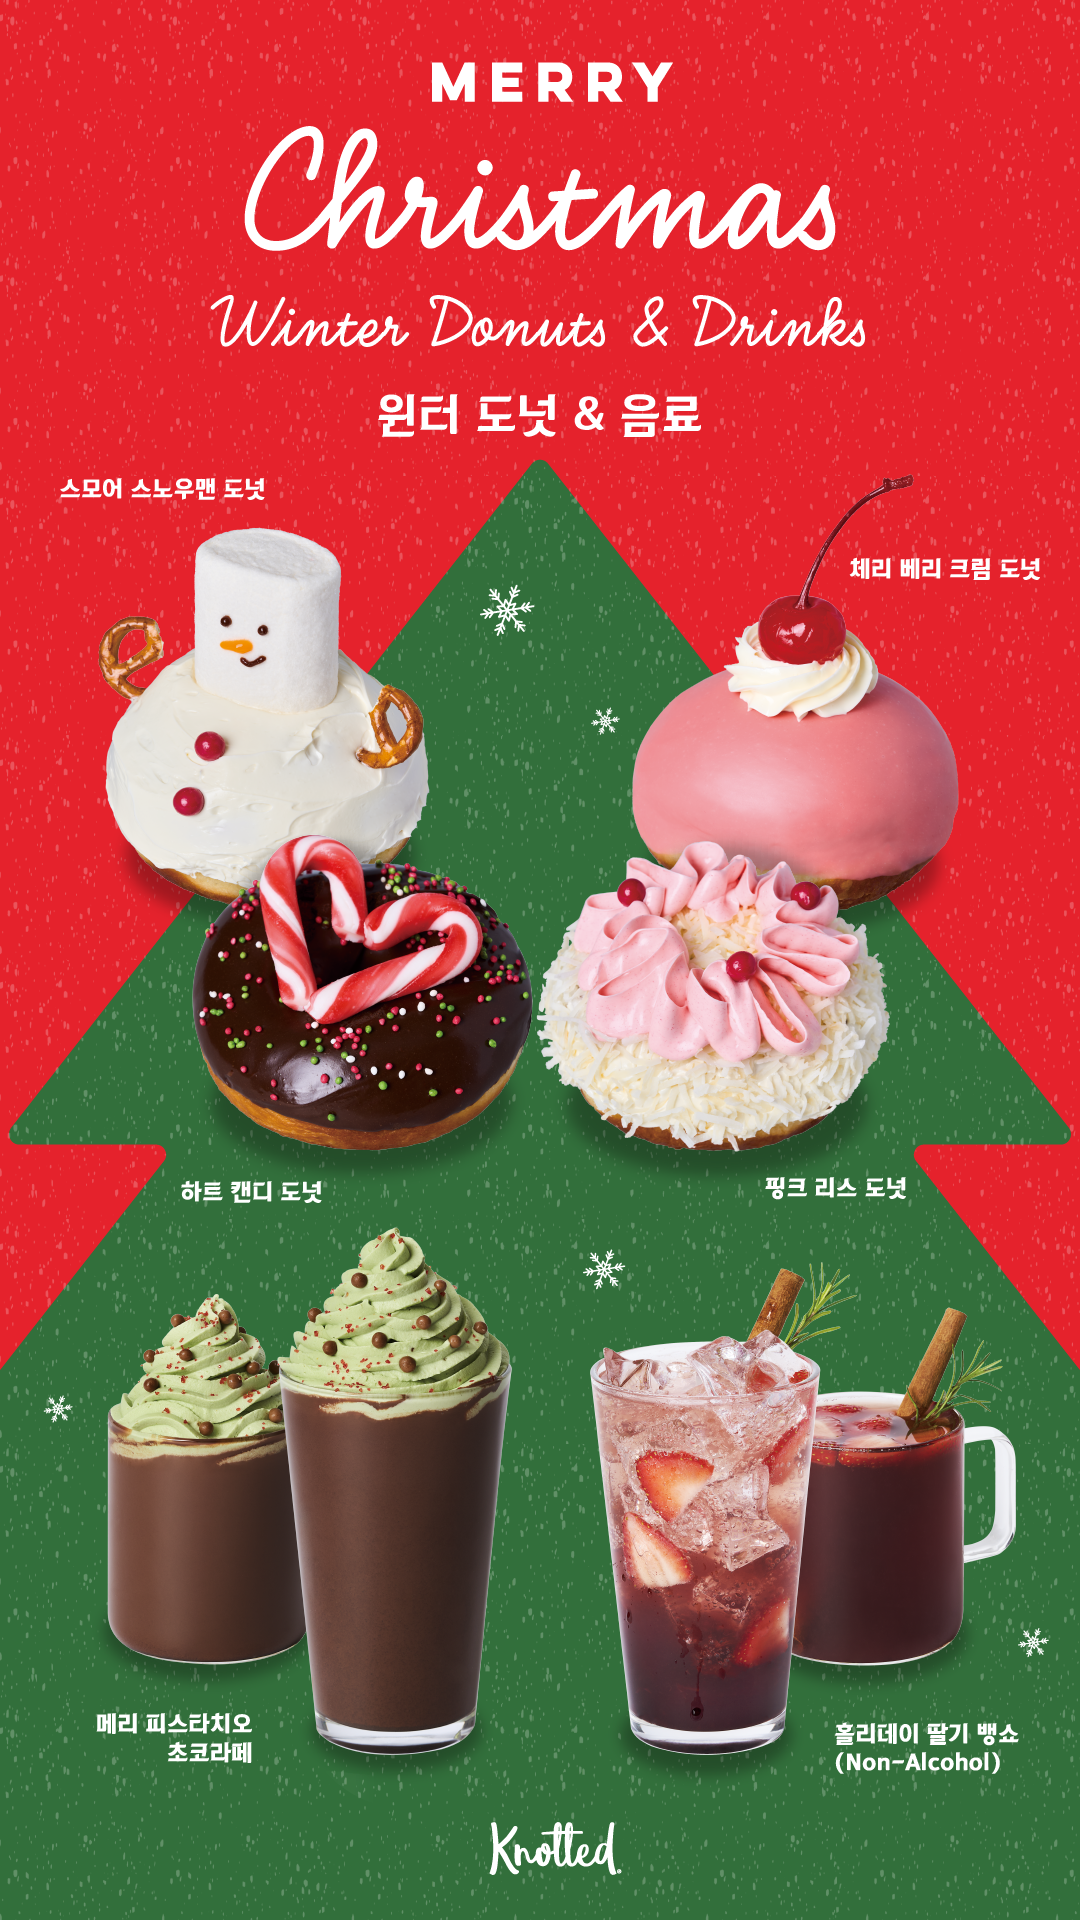 MERRY
Christmas
Winter Donuts & Drinks
윈터 도넛 & 음료
스모어 스노우맨 도넛
체리 베리 크림 도넛
하트 캔디 도넛
핑크 리스 도넛
메리 피스타치오
초코라떼
홀리데이 딸기 뱅쇼
(Non-Alcohol)
Knotted.